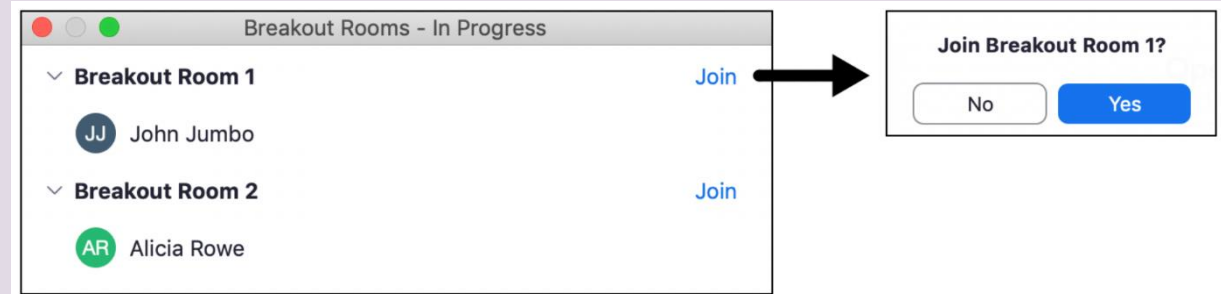 Breakout Rooms - In Progress
Breakout Room 1 Join
JJ John Jumbo
Breakout Room 2 Join
AR Alicia Rowe
Join Breakout Room 1?
No Yes